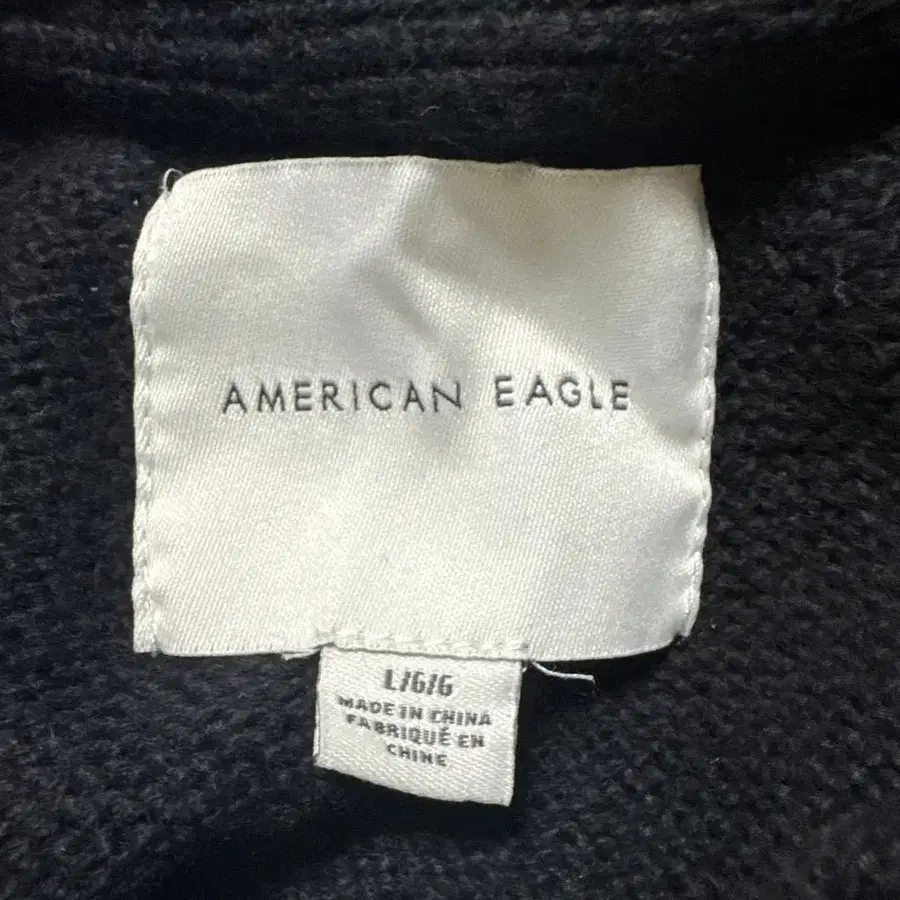 AMERICAN EAGLE
L/G/G
MADE IN CHINA
FABRIQUÉ EN
CHINE